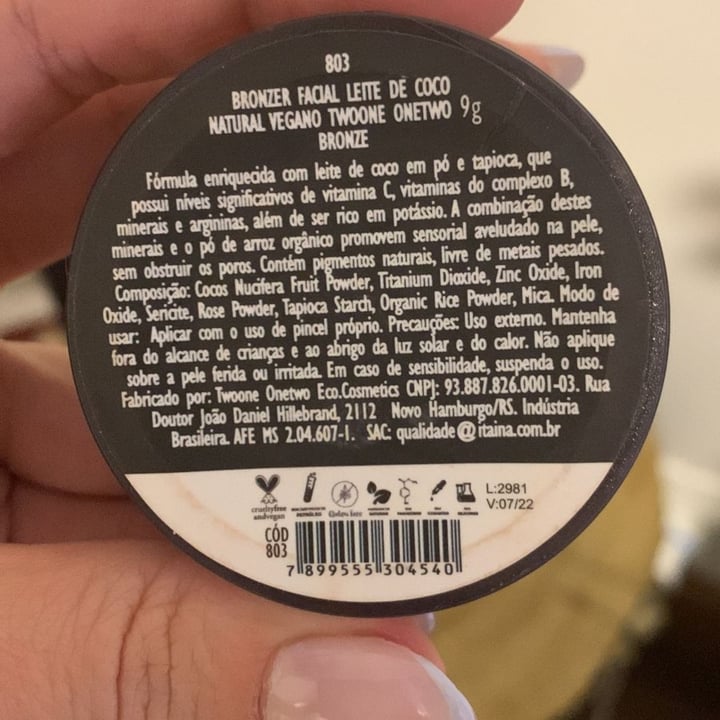 803
BRONZER FACIAL LEITE DE COCO
NATURAL VEGANO TWOONE ONETWO 9g
BRONZE
Fórmula enriquecida com leite de coco em pó e tapioca, que
possui níveis significativos de vitamina C, vitaminas do complexo B,
minerais e argininas, além de ser rico em potássio. A combinação destes
minerais e o pó de arroz orgânico promovem sensorial aveludado na pele,
sem obstruir os poros. Contém pigmentos naturais, livre de metais pesados.
Composição: Cocos Nucifera Fruit Powder, Titanium Dioxide, Zinc Oxide, Iron
Oxide, Sericite, Rose Powder, Tapioca Starch, Organic Rice Powder, Mica. Modo de
usar: Aplicar com o uso de pincel próprio. Precauções: Uso externo. Mantenha
fora do alcance de crianças e ao abrigo da luz solar e do calor. Não aplique
sobre a pele ferida ou irritada. Em caso de sensibilidade, suspenda o uso.
Fabricado por: Twoone Onetwo Eco.Cosmetics CNPJ: 93.887.826.0001-03. Rua
Doutor João Daniel Hillebrand, 2112 Novo Hamburgo/RS. Indústria
Brasileira. AFE MS 2.04.607-1. SAC: qualidade@itaina.com.br
crueltyfree
andvegan
PETRÓLEO
L:2981
V:07/22
CÓD
803
7 899555 304540